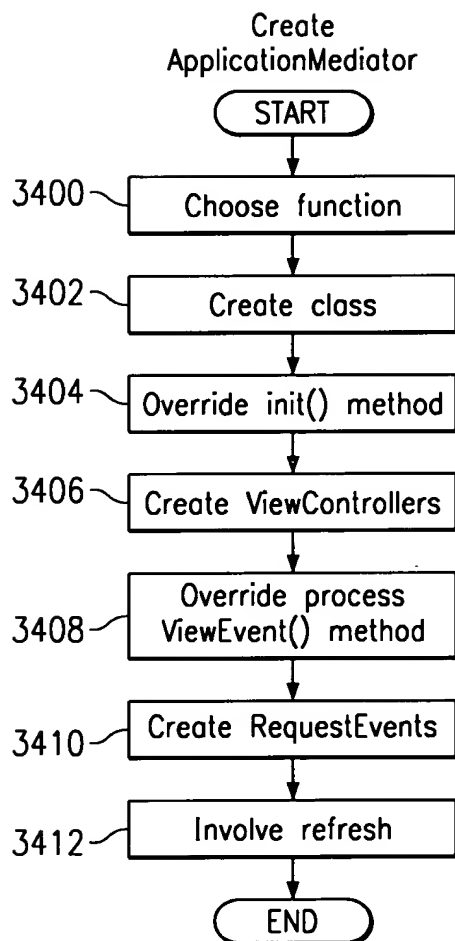 Create
ApplicationMediator
START
3400
Choose function
3402
Create class
3404
Override init() method
3406
Create ViewControllers
3408
Override process
ViewEvent() method
3410
Create RequestEvents
3412
Involve refresh
END